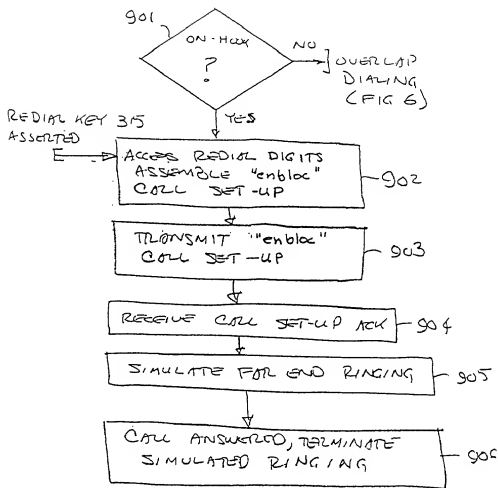 901
ON-HOOK
?
NO
OVERLAP
DIALING
(FIG 6)
YES
REDIAL KEY 315
ASSERTED
ACCESS REDIAL DIGITS
ASSEMBLE "enbloc"
CALL SET-UP
902
TRANSMIT "enbloc"
CALL SET-UP
903
RECEIVE CALL SET-UP ACK
904
SIMULATE FAR END RINGING
905
CALL ANSWERED, TERMINATE
SIMULATED RINGING
906